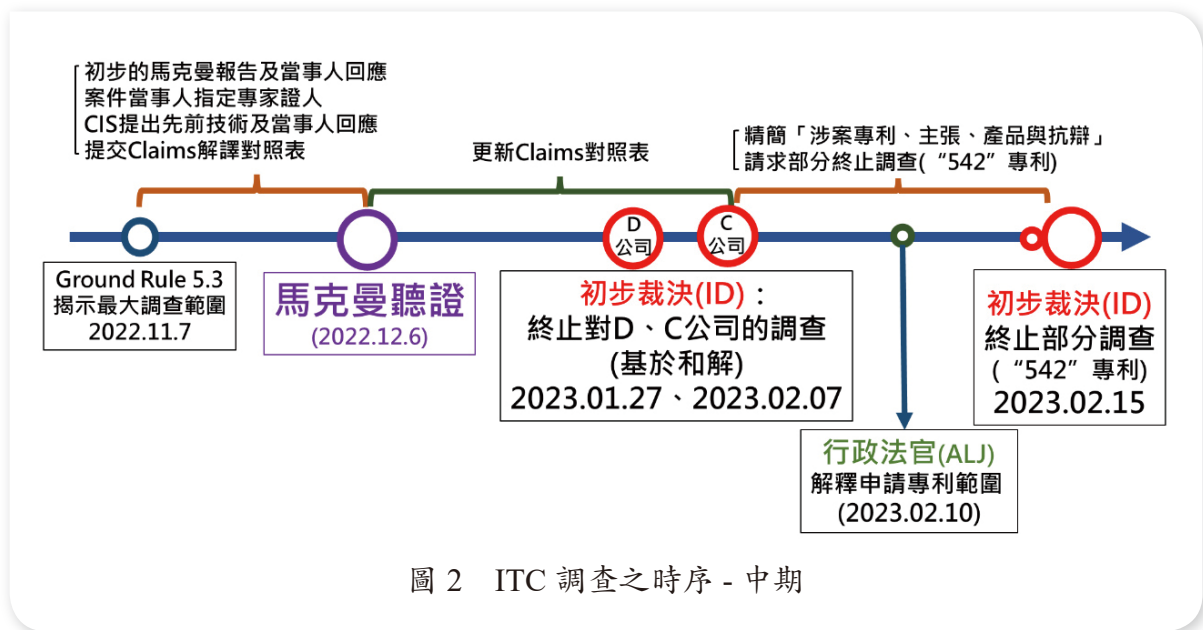 初步的馬克曼報告及當事人回應
案件當事人指定專家證人
CIS提出先前技術及當事人回應
提交Claims解譯對照表
更新Claims對照表
精簡「涉案專利、主張、產品與抗辯」
請求部分終止調查(“542”專利)
D
公司
C
公司
Ground Rule 5.3
揭示最大調查範圍
2022.11.7
馬克曼聽證
(2022.12.6)
初步裁決(ID)：
終止對D、C公司的調查
(基於和解)
2023.01.27、2023.02.07
行政法官(ALJ)
解釋申請專利範圍
(2023.02.10)
初步裁決(ID)
終止部分調查
(“542”專利)
2023.02.15
圖 2　ITC 調查之時序 - 中期